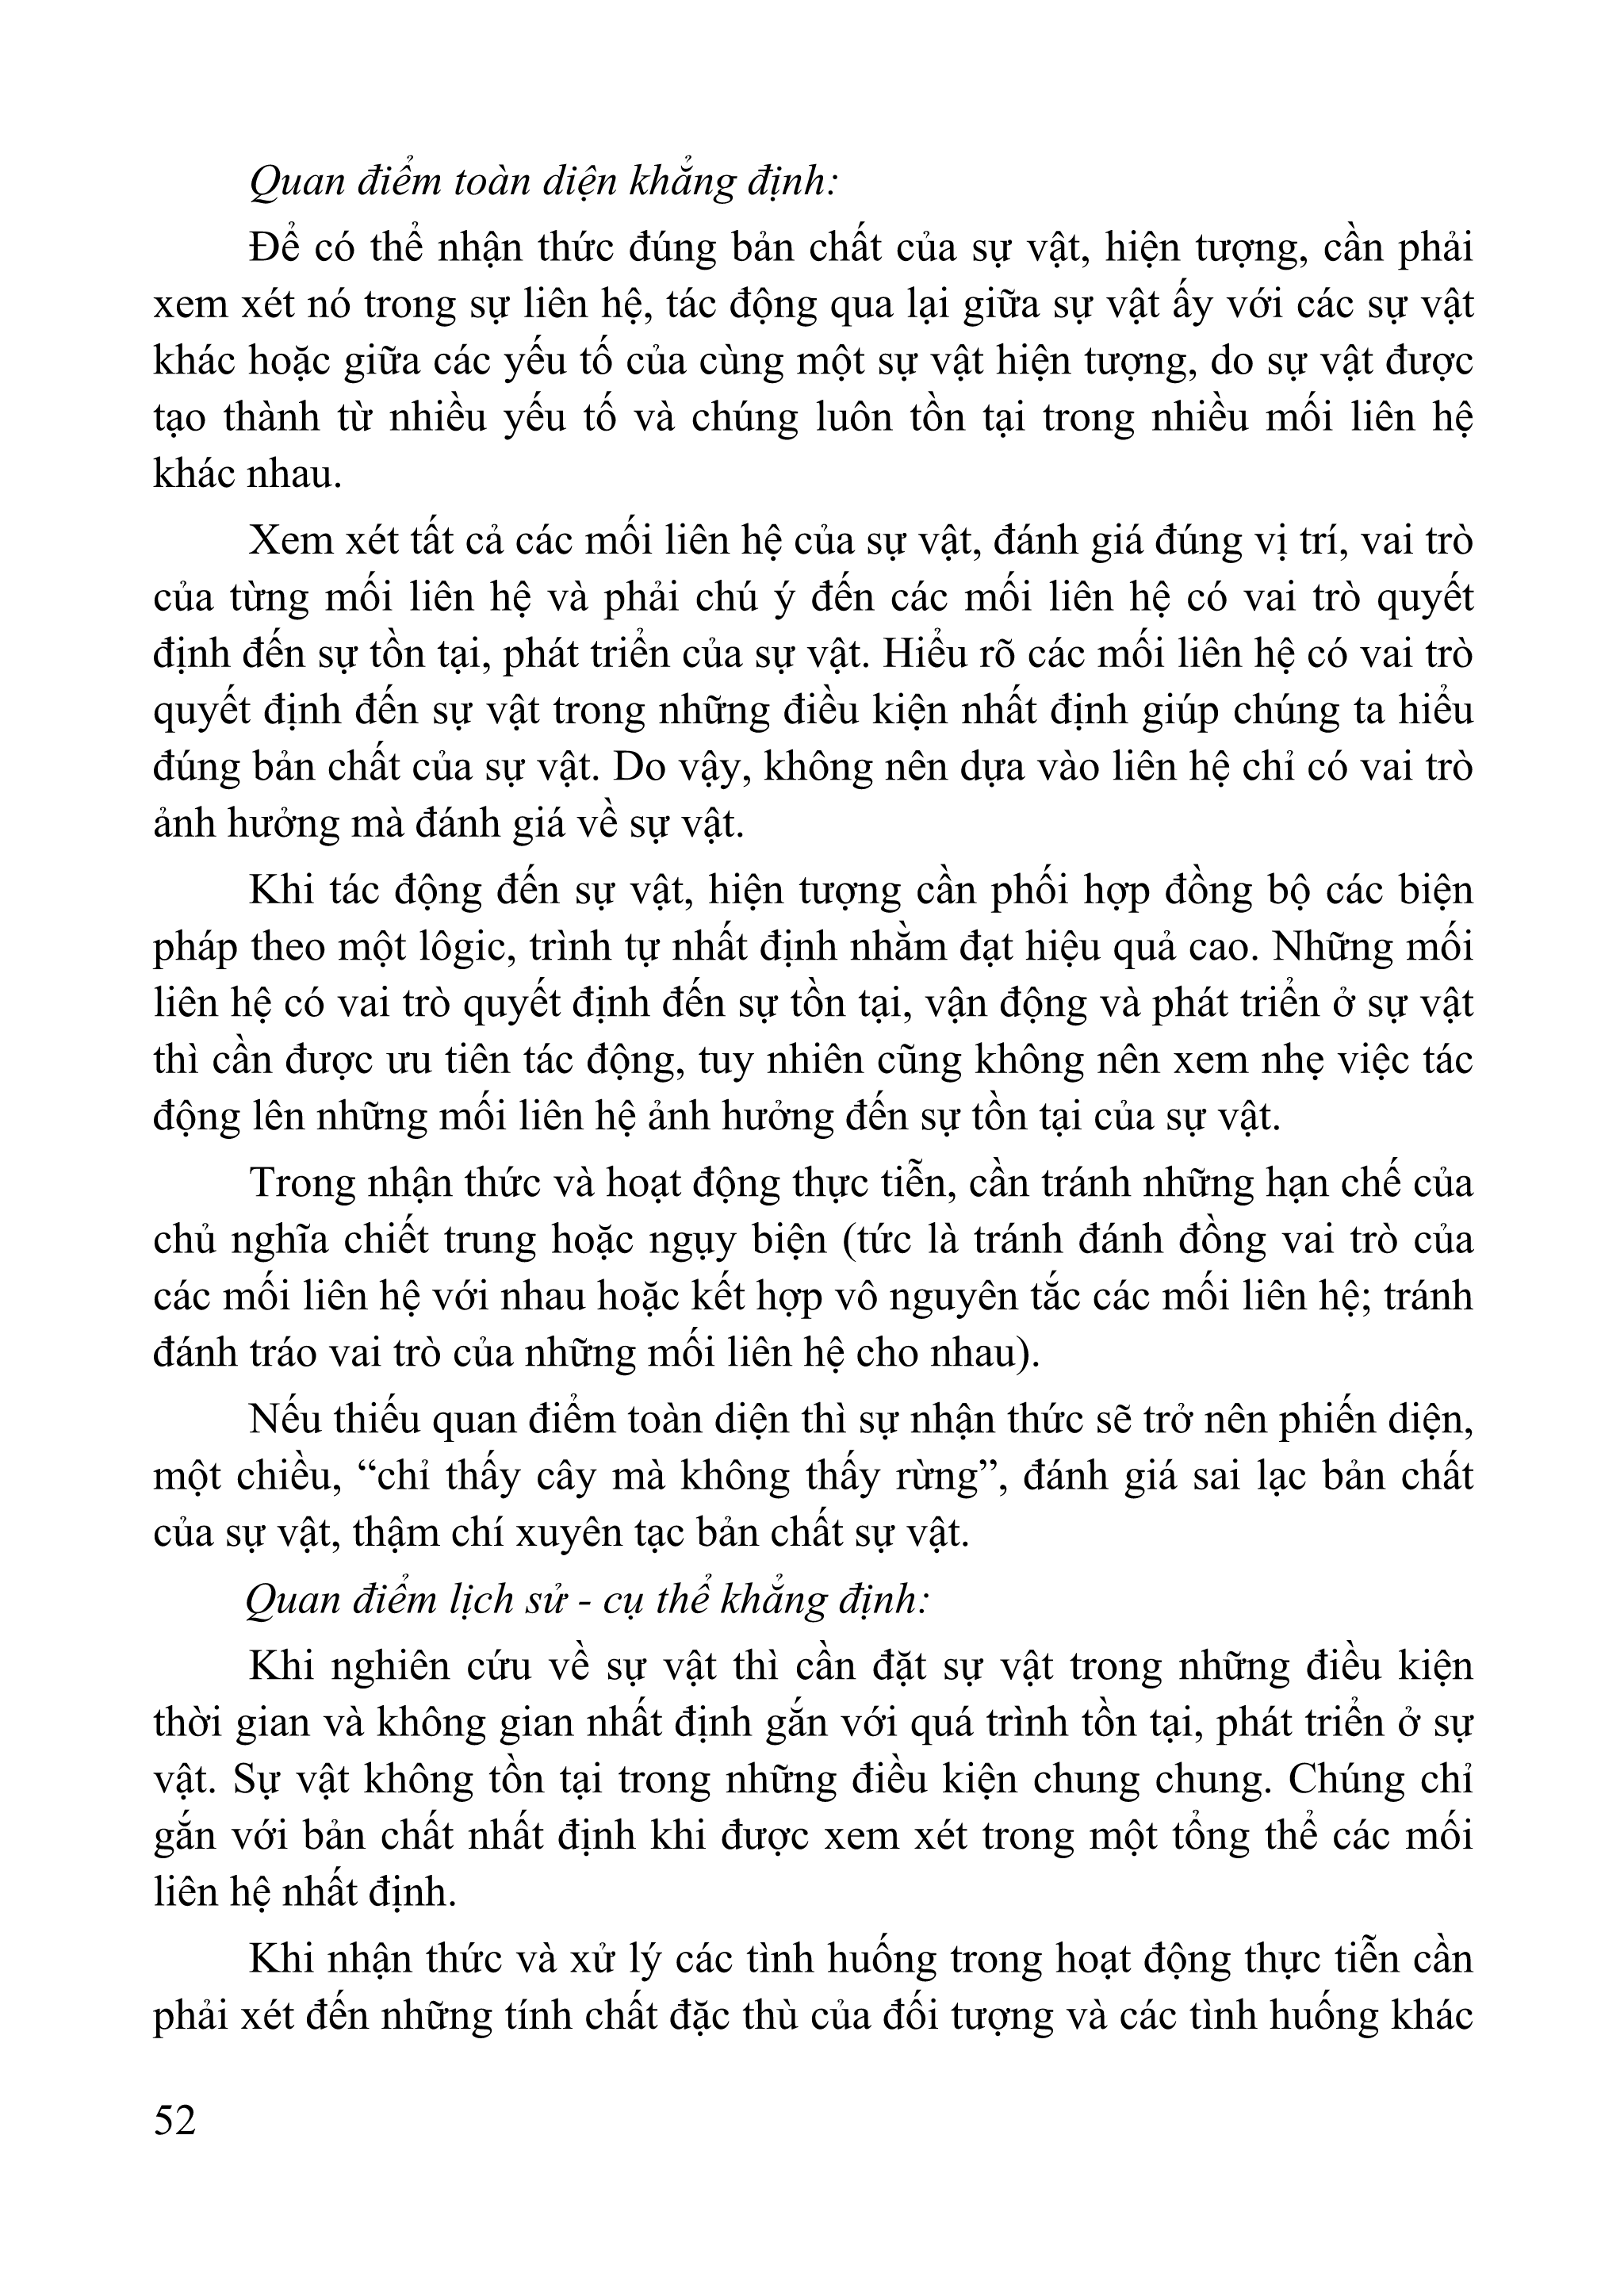 Quan điểm toàn diện khẳng định:
Để có thể nhận thức đúng bản chất của sự vật, hiện tượng, cần phải
xem xét nó trong sự liên hệ, tác động qua lại giữa sự vật ấy với các sự vật
khác hoặc giữa các yếu tố của cùng một sự vật hiện tượng, do sự vật được
tạo thành từ nhiều yếu tố và chúng luôn tồn tại trong nhiều mối liên hệ
khác nhau.
Xem xét tất cả các mối liên hệ của sự vật, đánh giá đúng vị trí, vai trò
của từng mối liên hệ và phải chú ý đến các mối liên hệ có vai trò quyết
định đến sự tồn tại, phát triển của sự vật. Hiểu rõ các mối liên hệ có vai trò
quyết định đến sự vật trong những điều kiện nhất định giúp chúng ta hiểu
đúng bản chất của sự vật. Do vậy, không nên dựa vào liên hệ chỉ có vai trò
ảnh hưởng mà đánh giá về sự vật.
Khi tác động đến sự vật, hiện tượng cần phối hợp đồng bộ các biện
pháp theo một lôgic, trình tự nhất định nhằm đạt hiệu quả cao. Những mối
liên hệ có vai trò quyết định đến sự tồn tại, vận động và phát triển ở sự vật
thì cần được ưu tiên tác động, tuy nhiên cũng không nên xem nhẹ việc tác
động lên những mối liên hệ ảnh hưởng đến sự tồn tại của sự vật.
Trong nhận thức và hoạt động thực tiễn, cần tránh những hạn chế của
chủ nghĩa chiết trung hoặc ngụy biện (tức là tránh đánh đồng vai trò của
các mối liên hệ với nhau hoặc kết hợp vô nguyên tắc các mối liên hệ; tránh
đánh tráo vai trò của những mối liên hệ cho nhau).
Nếu thiếu quan điểm toàn diện thì sự nhận thức sẽ trở nên phiến diện,
một chiều, “chỉ thấy cây mà không thấy rừng”, đánh giá sai lạc bản chất
của sự vật, thậm chí xuyên tạc bản chất sự vật.
Quan điểm lịch sử - cụ thể khẳng định:
Khi nghiên cứu về sự vật thì cần đặt sự vật trong những điều kiện
thời gian và không gian nhất định gắn với quá trình tồn tại, phát triển ở sự
vật. Sự vật không tồn tại trong những điều kiện chung chung. Chúng chỉ
gắn với bản chất nhất định khi được xem xét trong một tổng thể các mối
liên hệ nhất định.
Khi nhận thức và xử lý các tình huống trong hoạt động thực tiễn cần
phải xét đến những tính chất đặc thù của đối tượng và các tình huống khác
52